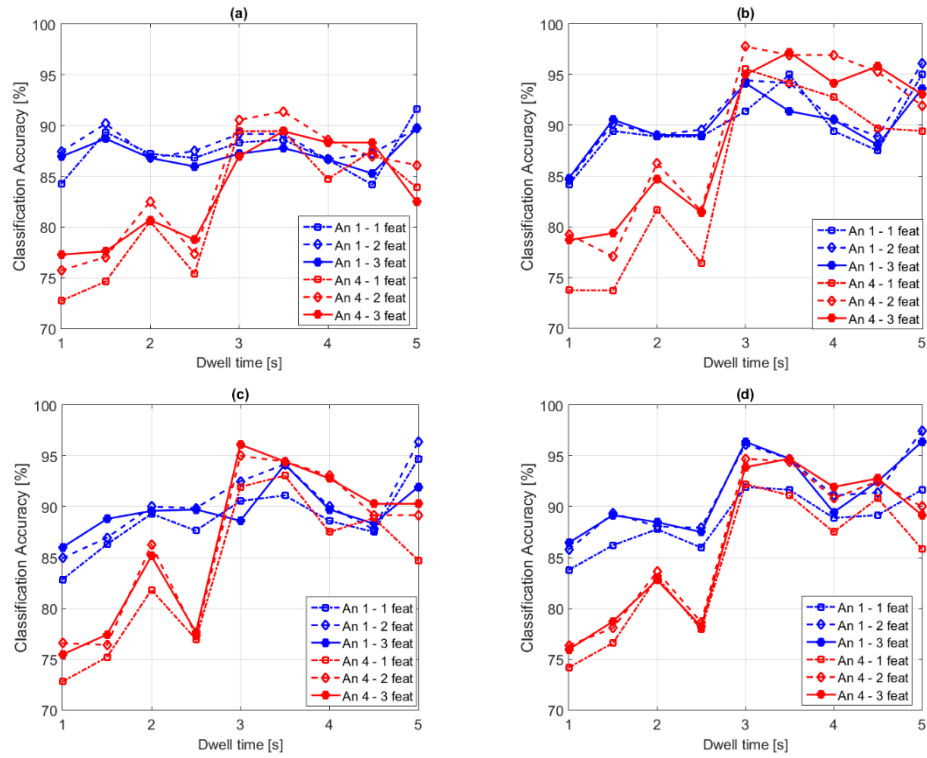 (a)
100
95
90
85
80
75
70
Classification Accuracy [%]
An 1 - 1 feat
An 1 - 2 feat
An 1 - 3 feat
An 4 - 1 feat
An 4 - 2 feat
An 4 - 3 feat
1 2 3 4 5
Dwell time [s]
(b)
100
95
90
85
80
75
70
Classification Accuracy [%]
An 1 - 1 feat
An 1 - 2 feat
An 1 - 3 feat
An 4 - 1 feat
An 4 - 2 feat
An 4 - 3 feat
1 2 3 4 5
Dwell time [s]
(c)
100
95
90
85
80
75
70
Classification Accuracy [%]
An 1 - 1 feat
An 1 - 2 feat
An 1 - 3 feat
An 4 - 1 feat
An 4 - 2 feat
An 4 - 3 feat
1 2 3 4 5
Dwell time [s]
(d)
100
95
90
85
80
75
70
Classification Accuracy [%]
An 1 - 1 feat
An 1 - 2 feat
An 1 - 3 feat
An 4 - 1 feat
An 4 - 2 feat
An 4 - 3 feat
1 2 3 4 5
Dwell time [s]